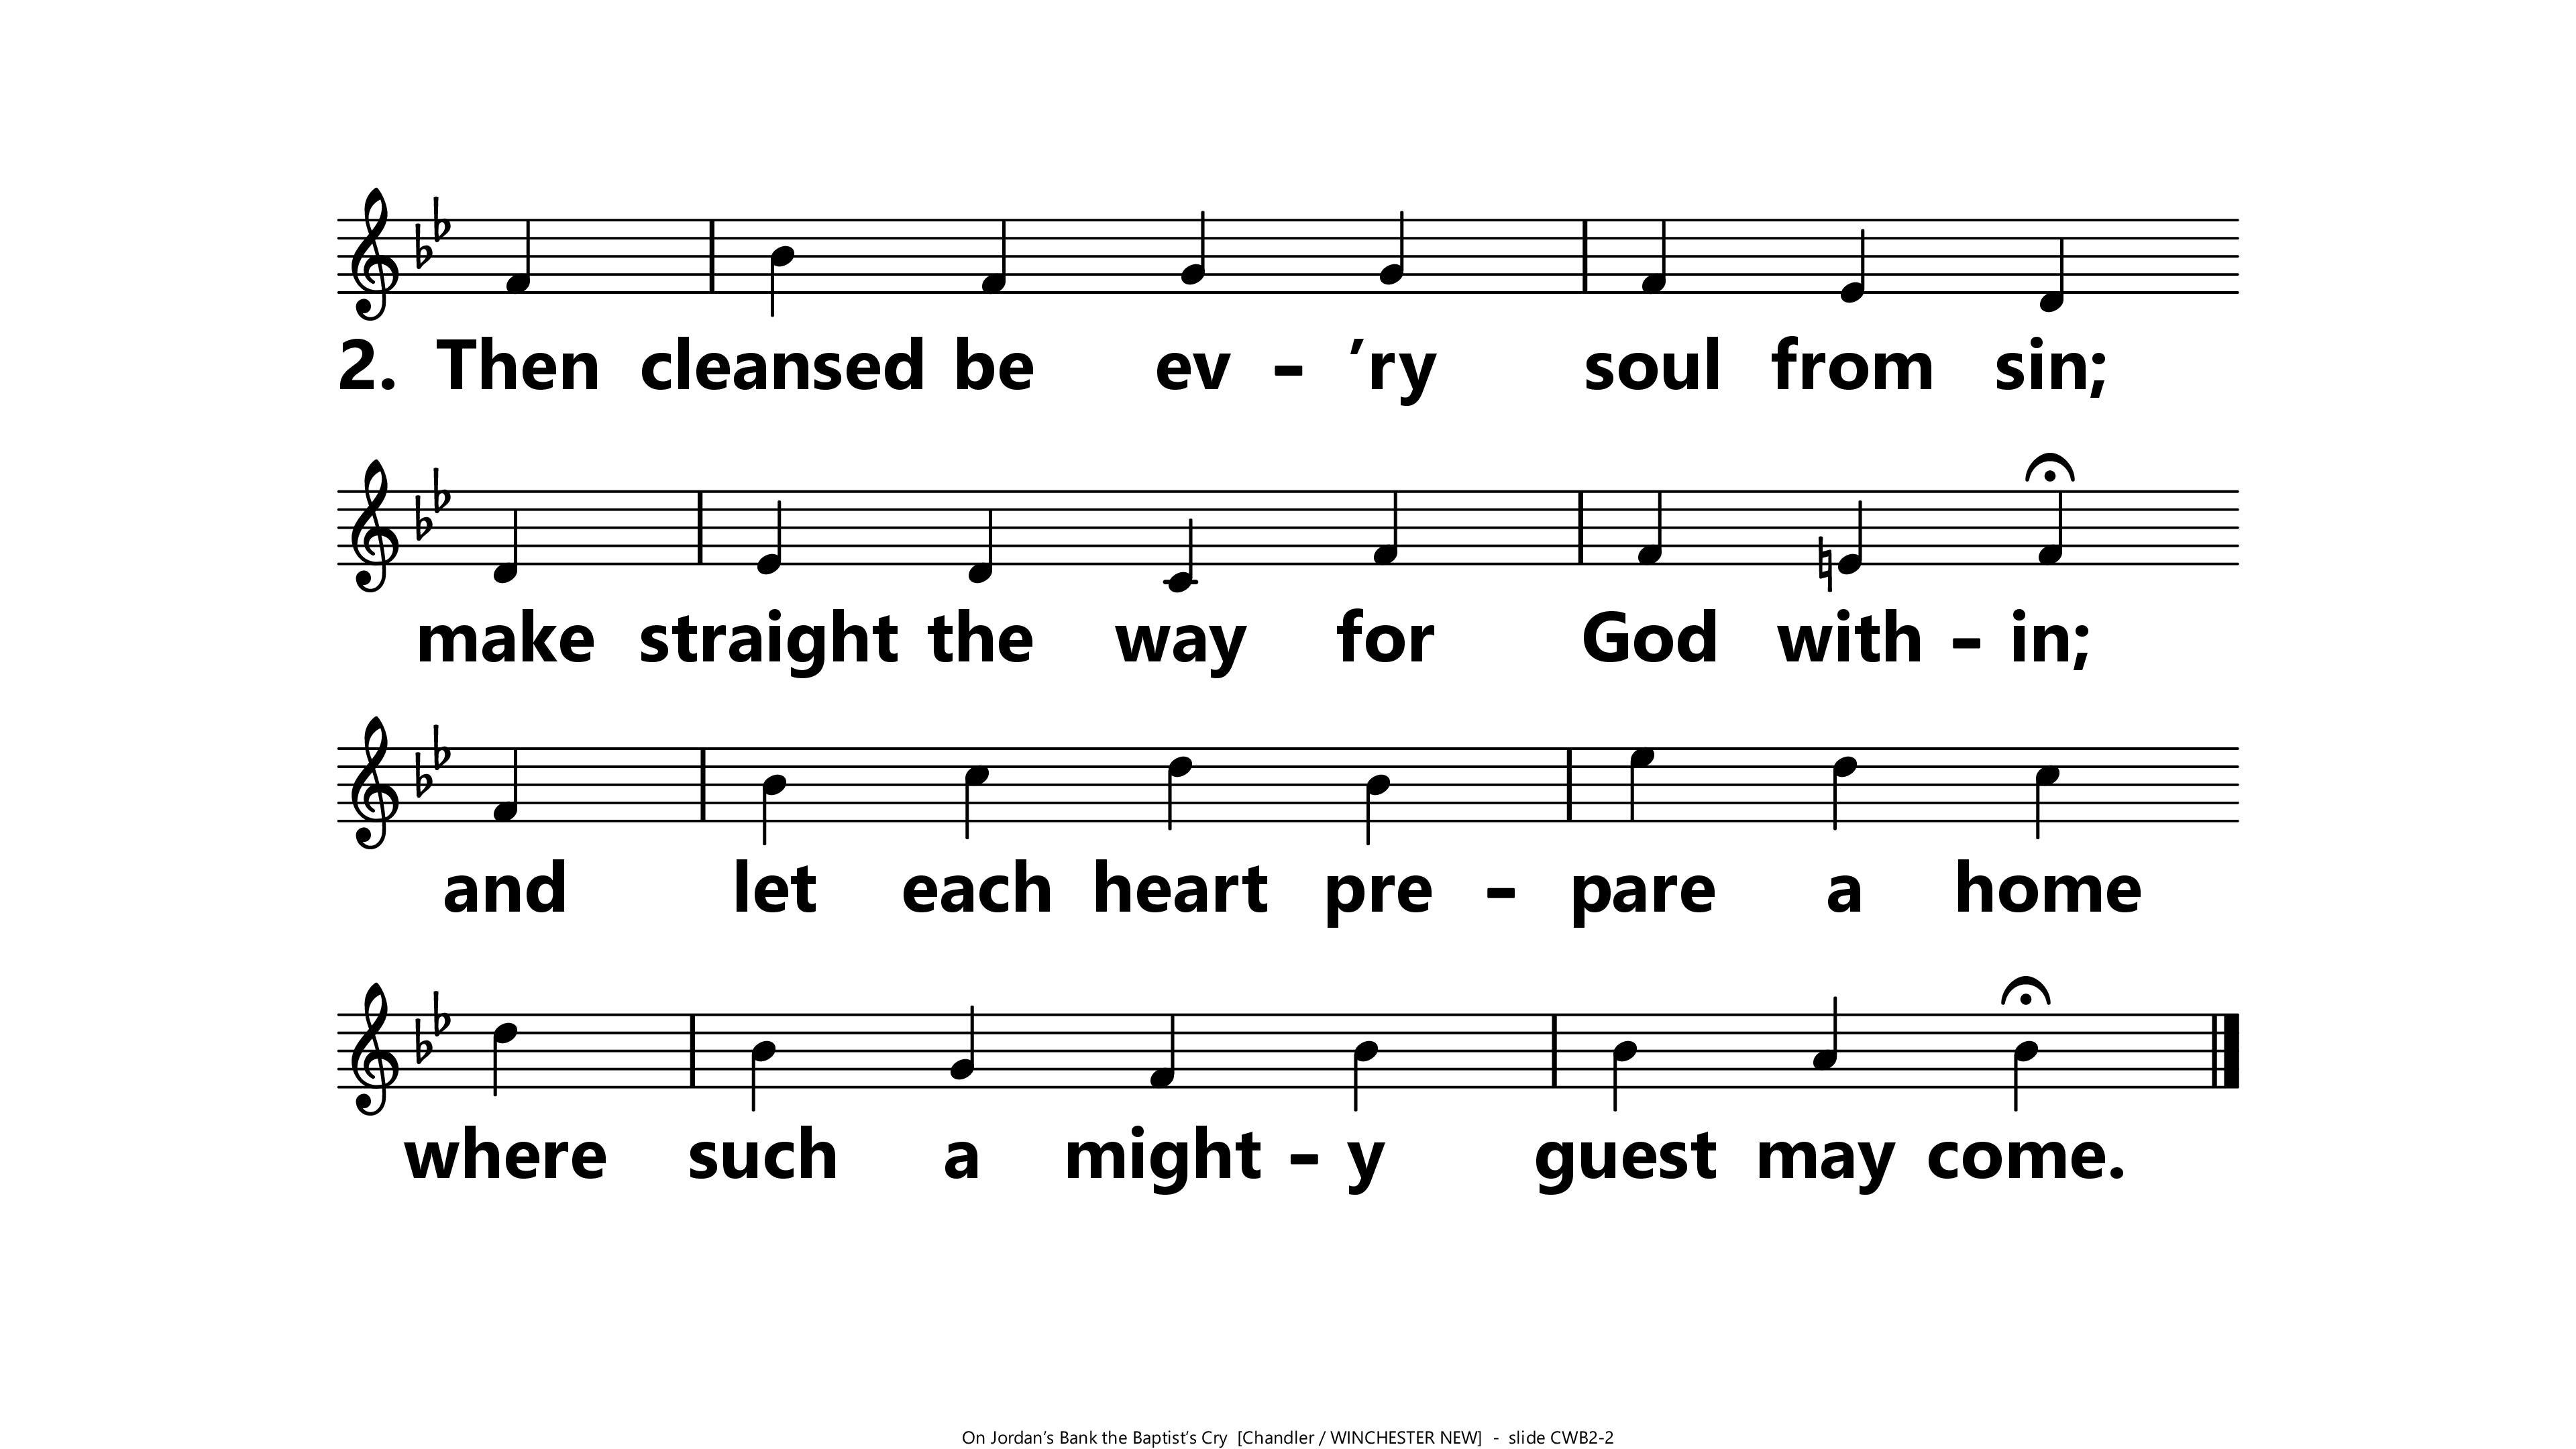 2. Then cleansed be ev - ’ry soul from sin;
make straight the way for God with - in;
and let each heart pre - pare a home
where such a might - y guest may come.
On Jordan’s Bank the Baptist’s Cry [Chandler / WINCHESTER NEW] - slide CWB2-2